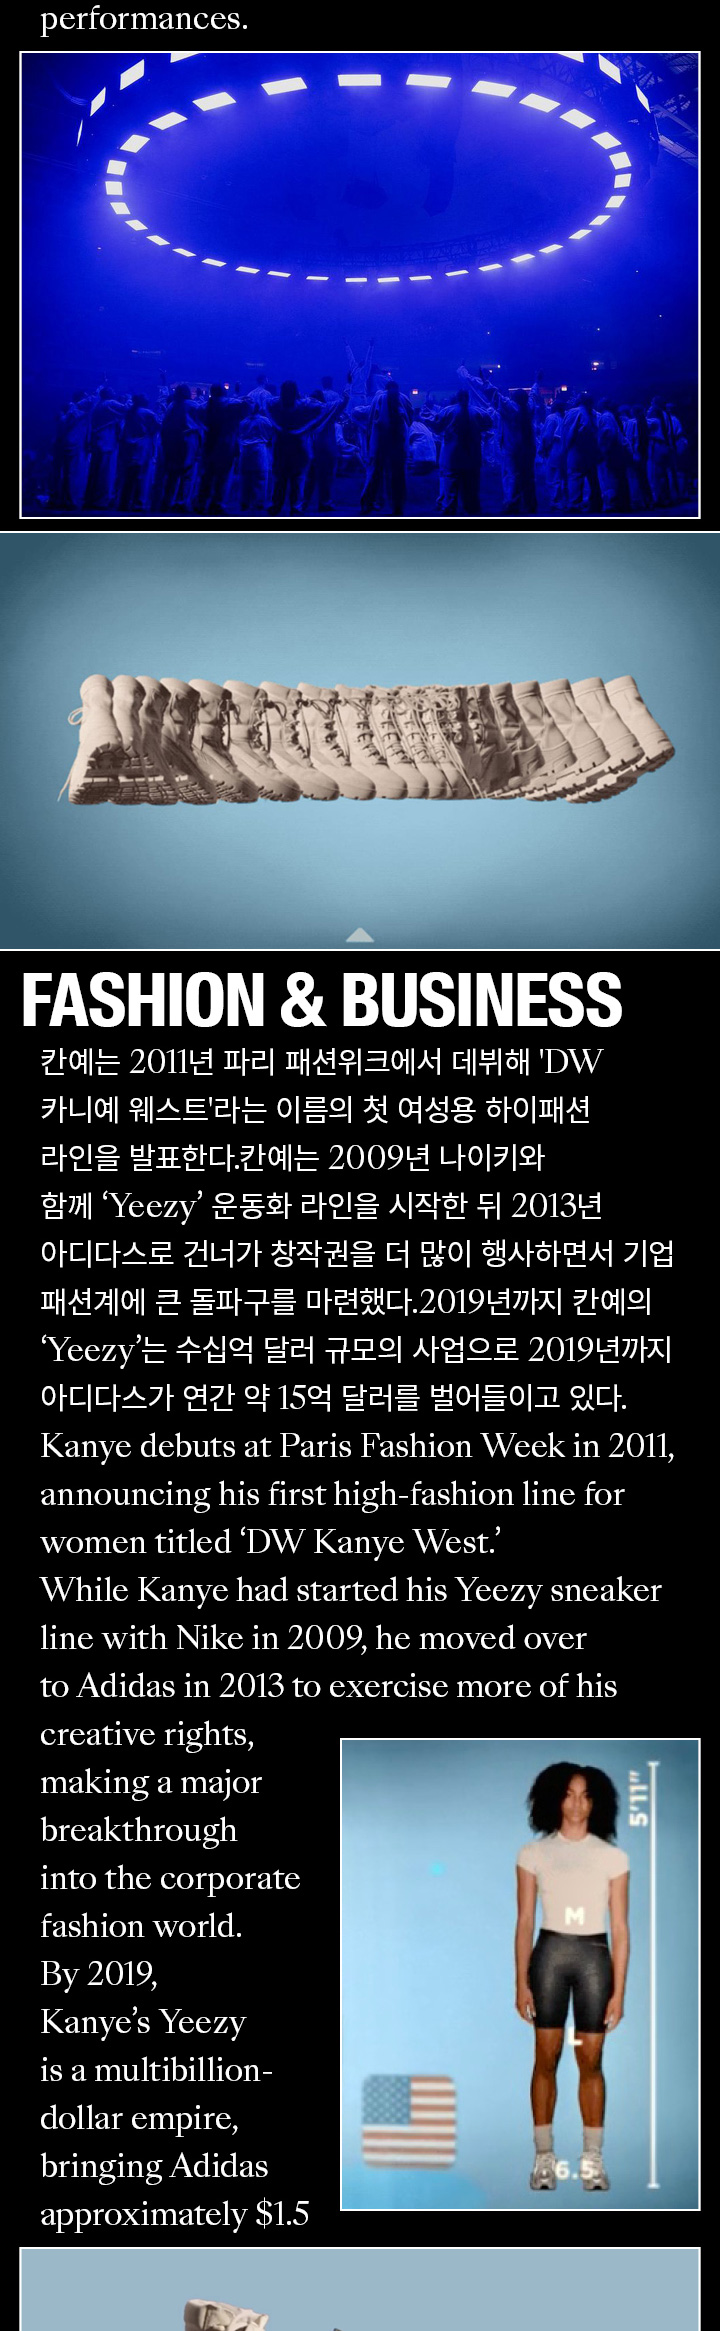 performances.
FASHION & BUSINESS
칸예는 2011년 파리 패션위크에서 데뷔해 'DW
카니예 웨스트'라는 이름의 첫 여성용 하이패션
라인을 발표한다.칸예는 2009년 나이키와
함께 ‘Yeezy’ 운동화 라인을 시작한 뒤 2013년
아디다스로 건너가 창작권을 더 많이 행사하면서 기업
패션계에 큰 돌파구를 마련했다.2019년까지 칸예의
‘Yeezy’는 수십억 달러 규모의 사업으로 2019년까지
아디다스가 연간 약 15억 달러를 벌어들이고 있다.
Kanye debuts at Paris Fashion Week in 2011,
announcing his first high-fashion line for
women titled ‘DW Kanye West.’
While Kanye had started his Yeezy sneaker
line with Nike in 2009, he moved over
to Adidas in 2013 to exercise more of his
creative rights,
making a major
breakthrough
into the corporate
fashion world.
By 2019,
Kanye’s Yeezy
is a multibillion-
dollar empire,
bringing Adidas
approximately $1.5
5'11"
M
L
6.5